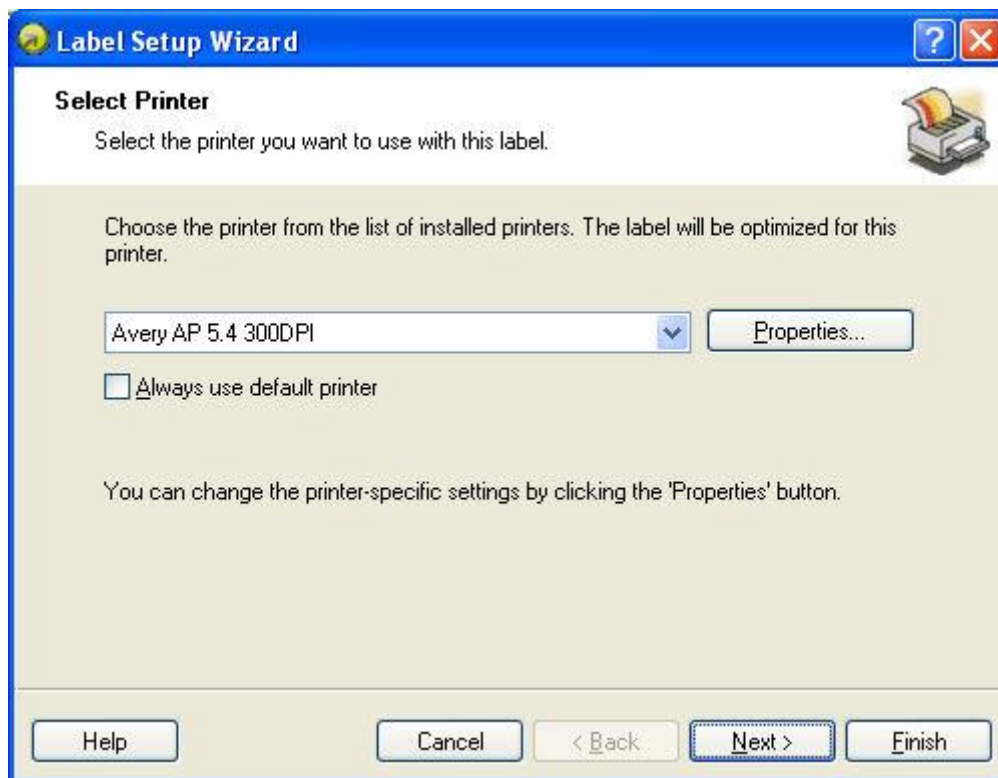 Label Setup Wizard
Select Printer
Select the printer you want to use with this label.
Choose the printer from the list of installed printers. The label will be optimized for this
printer.
Avery AP 5.4 300DPI
Properties...
Always use default printer
You can change the printer-specific settings by clicking the 'Properties' button.
Help
Cancel
< Back
Next >
Finish